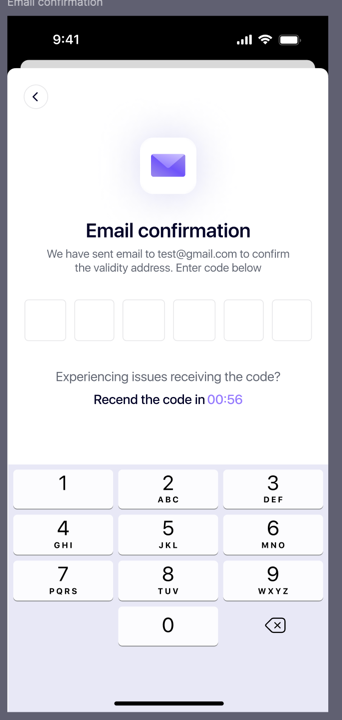 Email confirmation
9:41
Email confirmation
We have sent email to test@gmail.com to confirm
the validity address. Enter code below
Experiencing issues receiving the code?
Recend the code in 00:56
1
2
ABC
3
DEF
4
GHI
5
JKL
6
MNO
7
PQRS
8
TUV
9
WXYZ
0